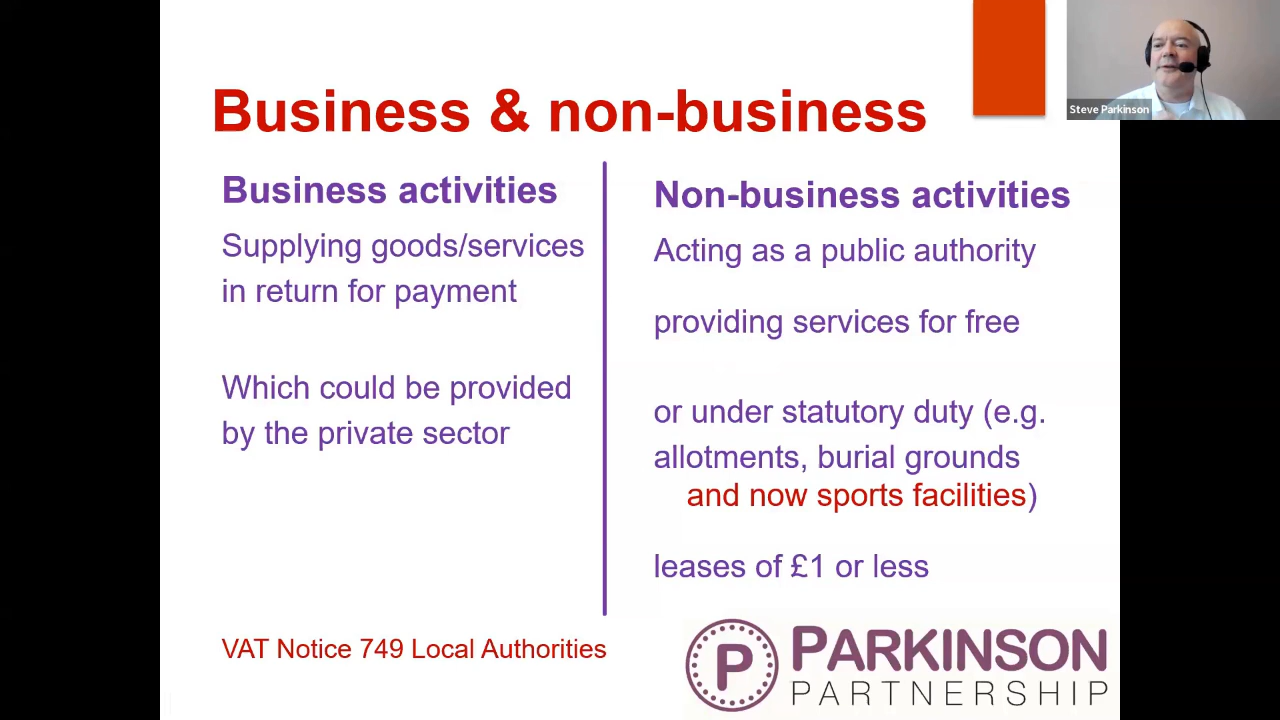 Business & non-business
Steve Parkinson
Business activities
Supplying goods/services
in return for payment
Which could be provided
by the private sector
Non-business activities
Acting as a public authority
providing services for free
or under statutory duty (e.g.
allotments, burial grounds
and now sports facilities)
leases of £1 or less
VAT Notice 749 Local Authorities
P
PARKINSON
PARTNERSHIP